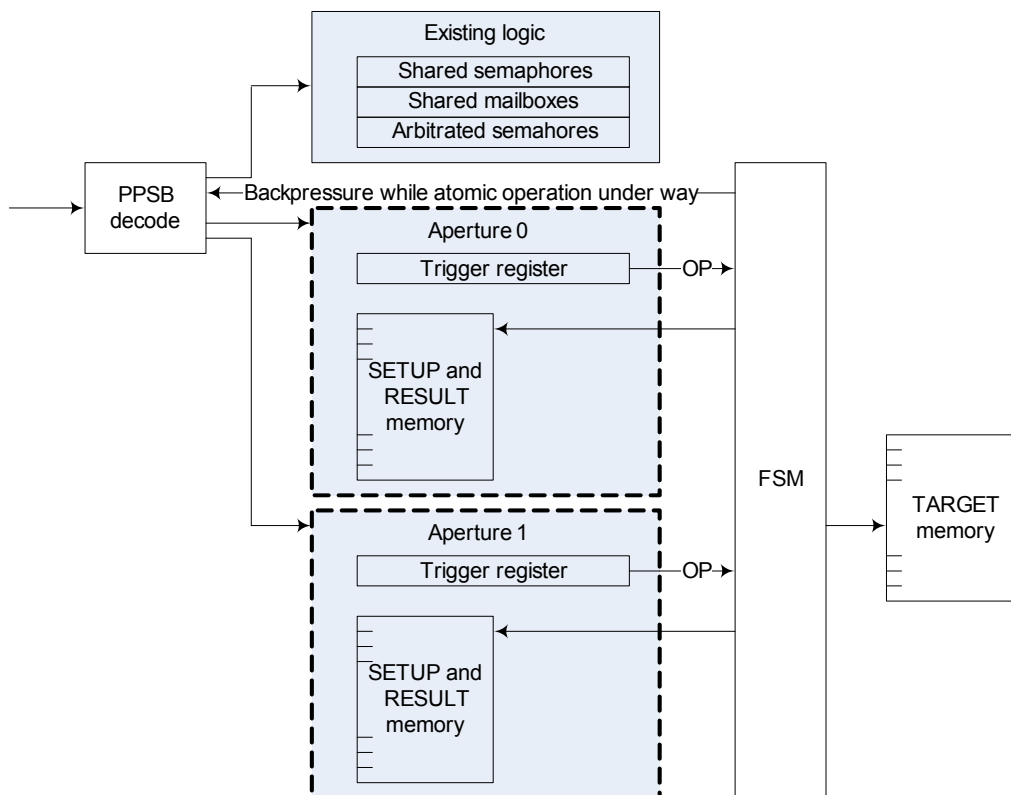 Existing logic
Shared semaphores
Shared mailboxes
Arbitrated semahores
PPSB
decode
Backpressure while atomic operation under way
Aperture 0
Trigger register
OP
SETUP and
RESULT
memory
FSM
TARGET
memory
Aperture 1
Trigger register
OP
SETUP and
RESULT
memory